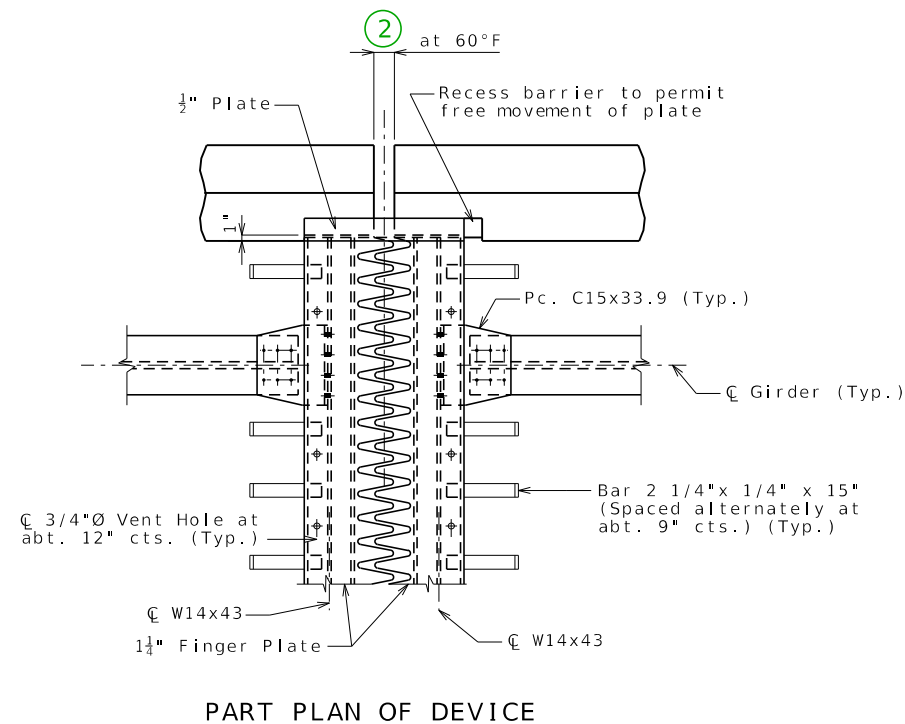 2
at 60°F
1/2" Plate
Recess barrier to permit
free movement of plate
1"
Pc. C15x33.9 (Typ.)
℄ Girder (Typ.)
Bar 2 1/4"x 1/4" x 15"
(Spaced alternately at
abt. 9" cts.) (Typ.)
℄ 3/4"Ø Vent Hole at
abt. 12" cts. (Typ.)
℄ W14x43
1 1/4" Finger Plate
℄ W14x43
PART PLAN OF DEVICE